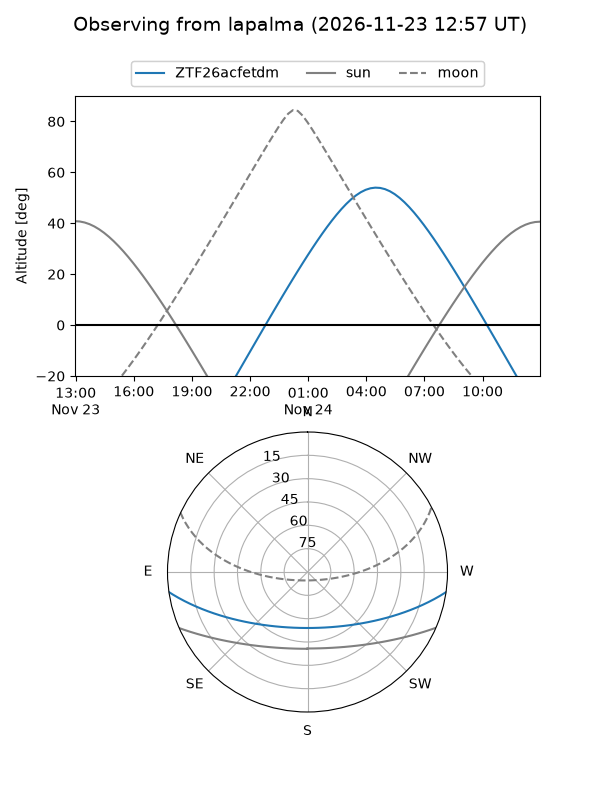 Observing from lapalma (2026-11-23 12:57 UT)
ZTF26acfetdm sun moon
Altitude [deg]
80
60
40
20
0
−20
13:00 16:00 19:00 22:00 01:00 04:00 07:00 10:00
Nov 23 Nov 24
N
NE NW
15
30
45
60
75
E W
SE SW
S